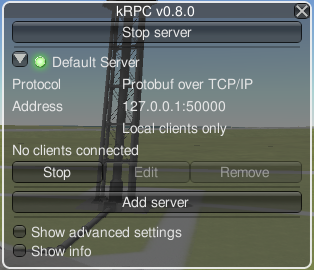 kRPC v0.8.0
Stop server
Default Server
Protocol Protobuf over TCP/IP
Address 127.0.0.1:50000
Local clients only
No clients connected
Stop Edit Remove
Add server
Show advanced settings
Show info